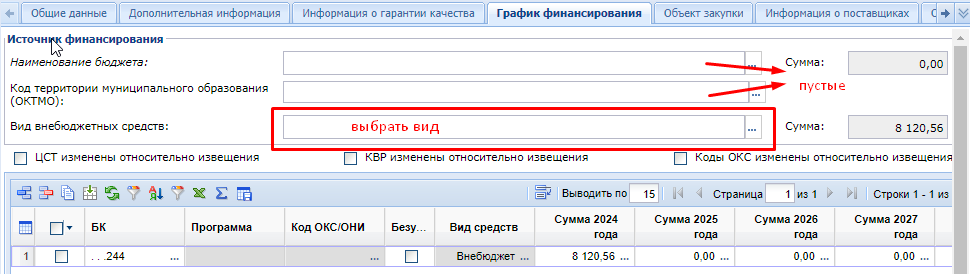 Общие данные Дополнительная информация Информация о гарантии качества График финансирования Объект закупки Информация о поставщиках
Источник финансирования
Наименование бюджета: ... Сумма: 0,00
пустые
Код территории муниципального образования
(ОКТМО): ...
Вид внебюджетных средств: выбрать вид ... Сумма: 8 120,56
ЦСТ изменены относительно извещения КВР изменены относительно извещения Коды ОКС изменены относительно извещения
Выводить по 15 Страница 1 из 1 Строки 1 - 1 из
БК Программа Код ОКС/ОНИ Безу... Вид средств Сумма 2024 года Сумма 2025 года Сумма 2026 года Сумма 2027 года
1 . . .244 ... ... ... Внебюджет ... 8 120,56 ... 0,00 ... 0,00 ... 0,00 ...